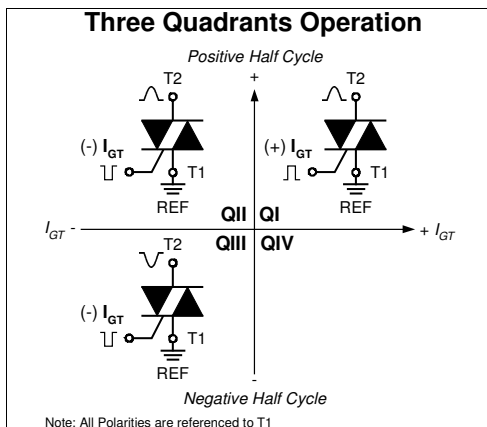 Three Quadrants Operation
Positive Half Cycle
T2
+
T2
(-) IGT
(+) IGT
T1
T1
REF
REF
QII
QI
IGT -
+ IGT
T2
QIII
QIV
(-) IGT
T1
REF
-
Negative Half Cycle
Note: All Polarities are referenced to T1